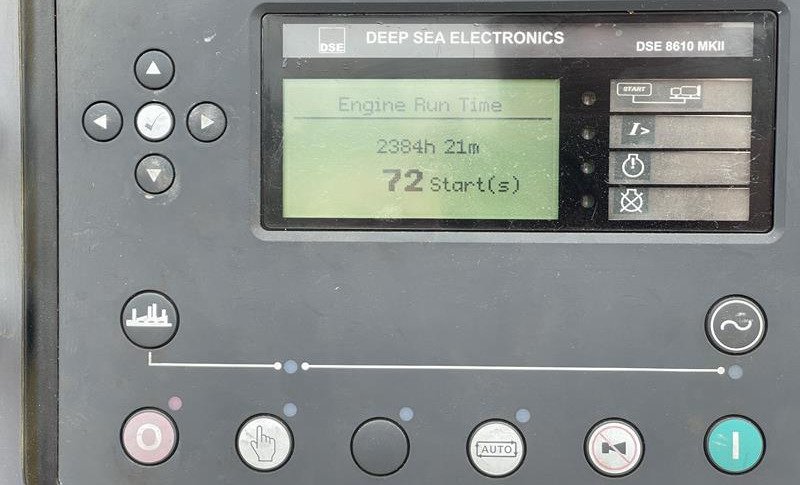 DSE
DEEP SEA ELECTRONICS
DSE 8610 MKII
Engine Run Time
2384h 21m
72 Start(s)
START
I>
AUTO